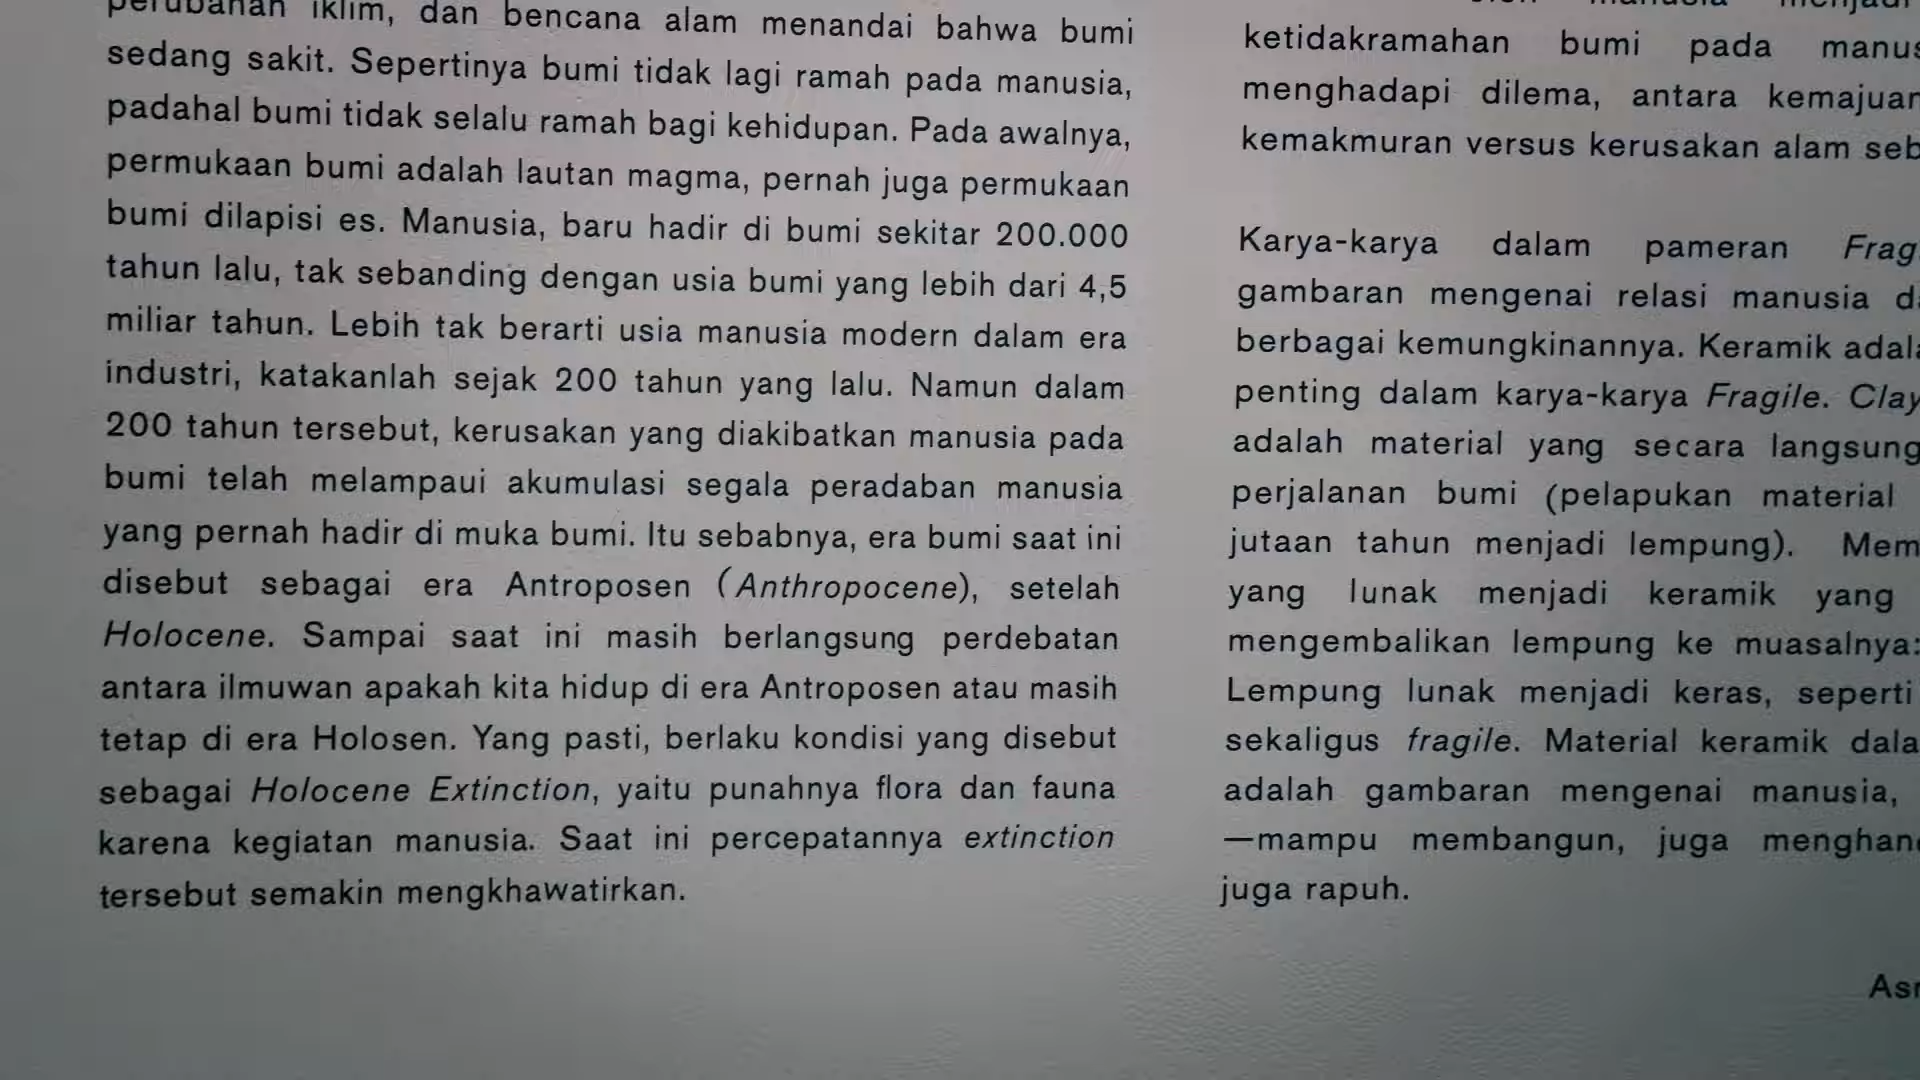 perubahan iklim, dan bencana alam menandai bahwa bumi
sedang sakit. Sepertinya bumi tidak lagi ramah pada manusia,
padahal bumi tidak selalu ramah bagi kehidupan. Pada awalnya,
permukaan bumi adalah lautan magma, pernah juga permukaan
bumi dilapisi es. Manusia, baru hadir di bumi sekitar 200.000
tahun lalu, tak sebanding dengan usia bumi yang lebih dari 4,5
miliar tahun. Lebih tak berarti usia manusia modern dalam era
industri, katakanlah sejak 200 tahun yang lalu. Namun dalam
200 tahun tersebut, kerusakan yang diakibatkan manusia pada
bumi telah melampaui akumulasi segala peradaban manusia
yang pernah hadir di muka bumi. Itu sebabnya, era bumi saat ini
disebut sebagai era Antroposen (Anthropocene), setelah
Holocene. Sampai saat ini masih berlangsung perdebatan
antara ilmuwan apakah kita hidup di era Antroposen atau masih
tetap di era Holosen. Yang pasti, berlaku kondisi yang disebut
sebagai Holocene Extinction, yaitu punahnya flora dan fauna
karena kegiatan manusia. Saat ini percepatannya extinction
tersebut semakin mengkhawatirkan.
ketidakramahan bumi pada
menghadapi dilema, antara
kemakmuran versus kerusakan alam
Karya-karya dalam pameran
gambaran mengenai relasi manusia
berbagai kemungkinannya. Keramik
penting dalam karya-karya Fragile. Clay
adalah material yang secara langsung
perjalanan bumi (pelapukan material
jutaan tahun menjadi lempung).
yang lunak menjadi keramik yang
mengembalikan lempung ke muasalnya:
Lempung lunak menjadi keras, seperti
sekaligus fragile. Material keramik
adalah gambaran mengenai manusia,
—mampu membangun, juga
juga rapuh.